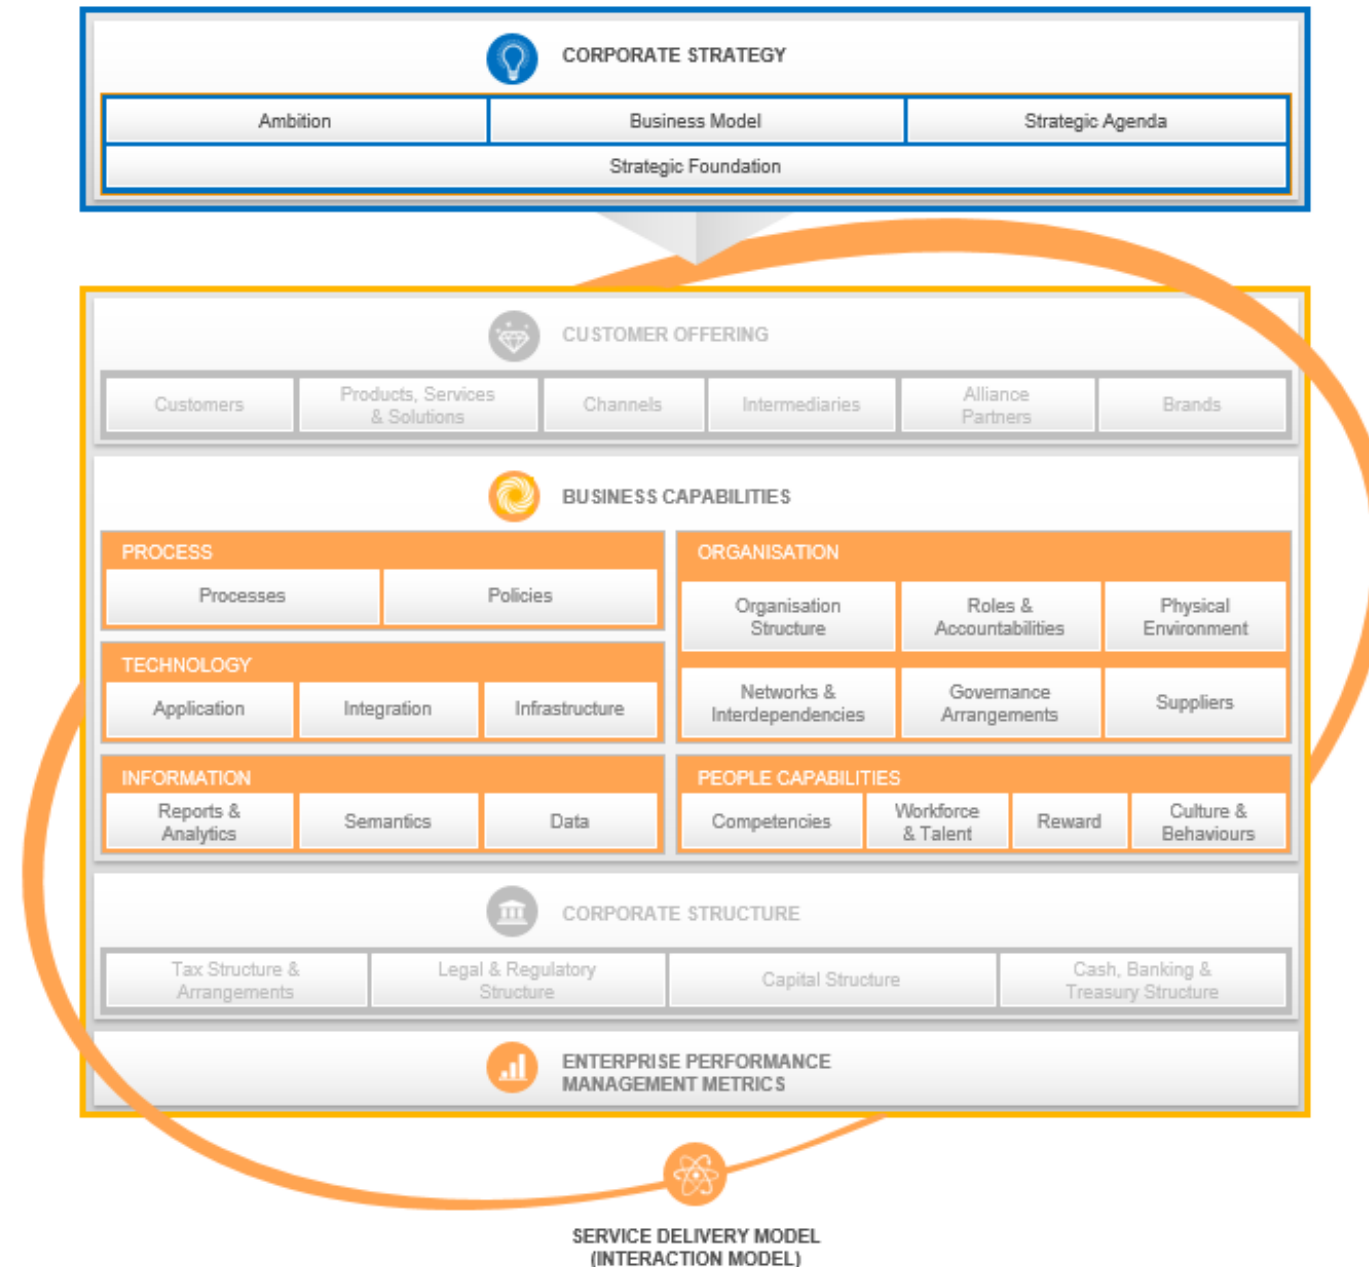 CORPORATE STRATEGY
Ambition
Business Model
Strategic Agenda
Strategic Foundation
CUSTOMER OFFERING
Customers
Products, Services
& Solutions
Channels
Intermediaries
Alliance
Partners
Brands
BUSINESS CAPABILITIES
PROCESS
Processes
Policies
TECHNOLOGY
Application
Integration
Infrastructure
INFORMATION
Reports &
Analytics
Semantics
Data
ORGANISATION
Organisation
Structure
Roles &
Accountabilities
Physical
Environment
Networks &
Interdependencies
Governance
Arrangements
Suppliers
PEOPLE CAPABILITIES
Competencies
Workforce
& Talent
Reward
Culture &
Behaviours
CORPORATE STRUCTURE
Tax Structure &
Arrangements
Legal & Regulatory
Structure
Capital Structure
Cash, Banking &
Treasury Structure
ENTERPRISE PERFORMANCE
MANAGEMENT METRICS
SERVICE DELIVERY MODEL
(INTERACTION MODEL)